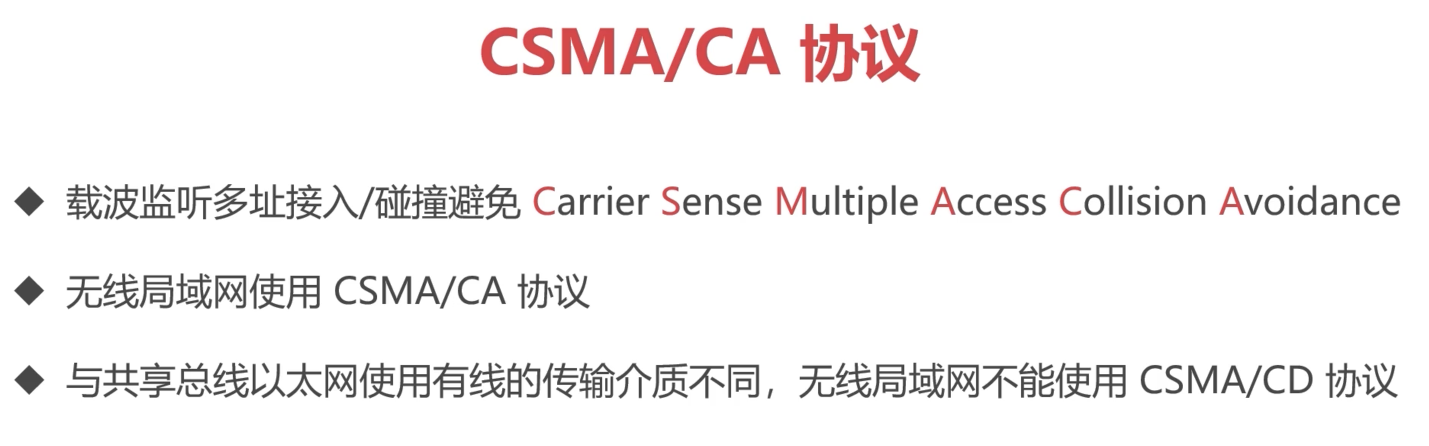 CSMA/CA 协议
◆ 载波监听多址接入/碰撞避免 Carrier Sense Multiple Access Collision Avoidance
◆ 无线局域网使用 CSMA/CA 协议
◆ 与共享总线以太网使用有线的传输介质不同，无线局域网不能使用 CSMA/CD 协议